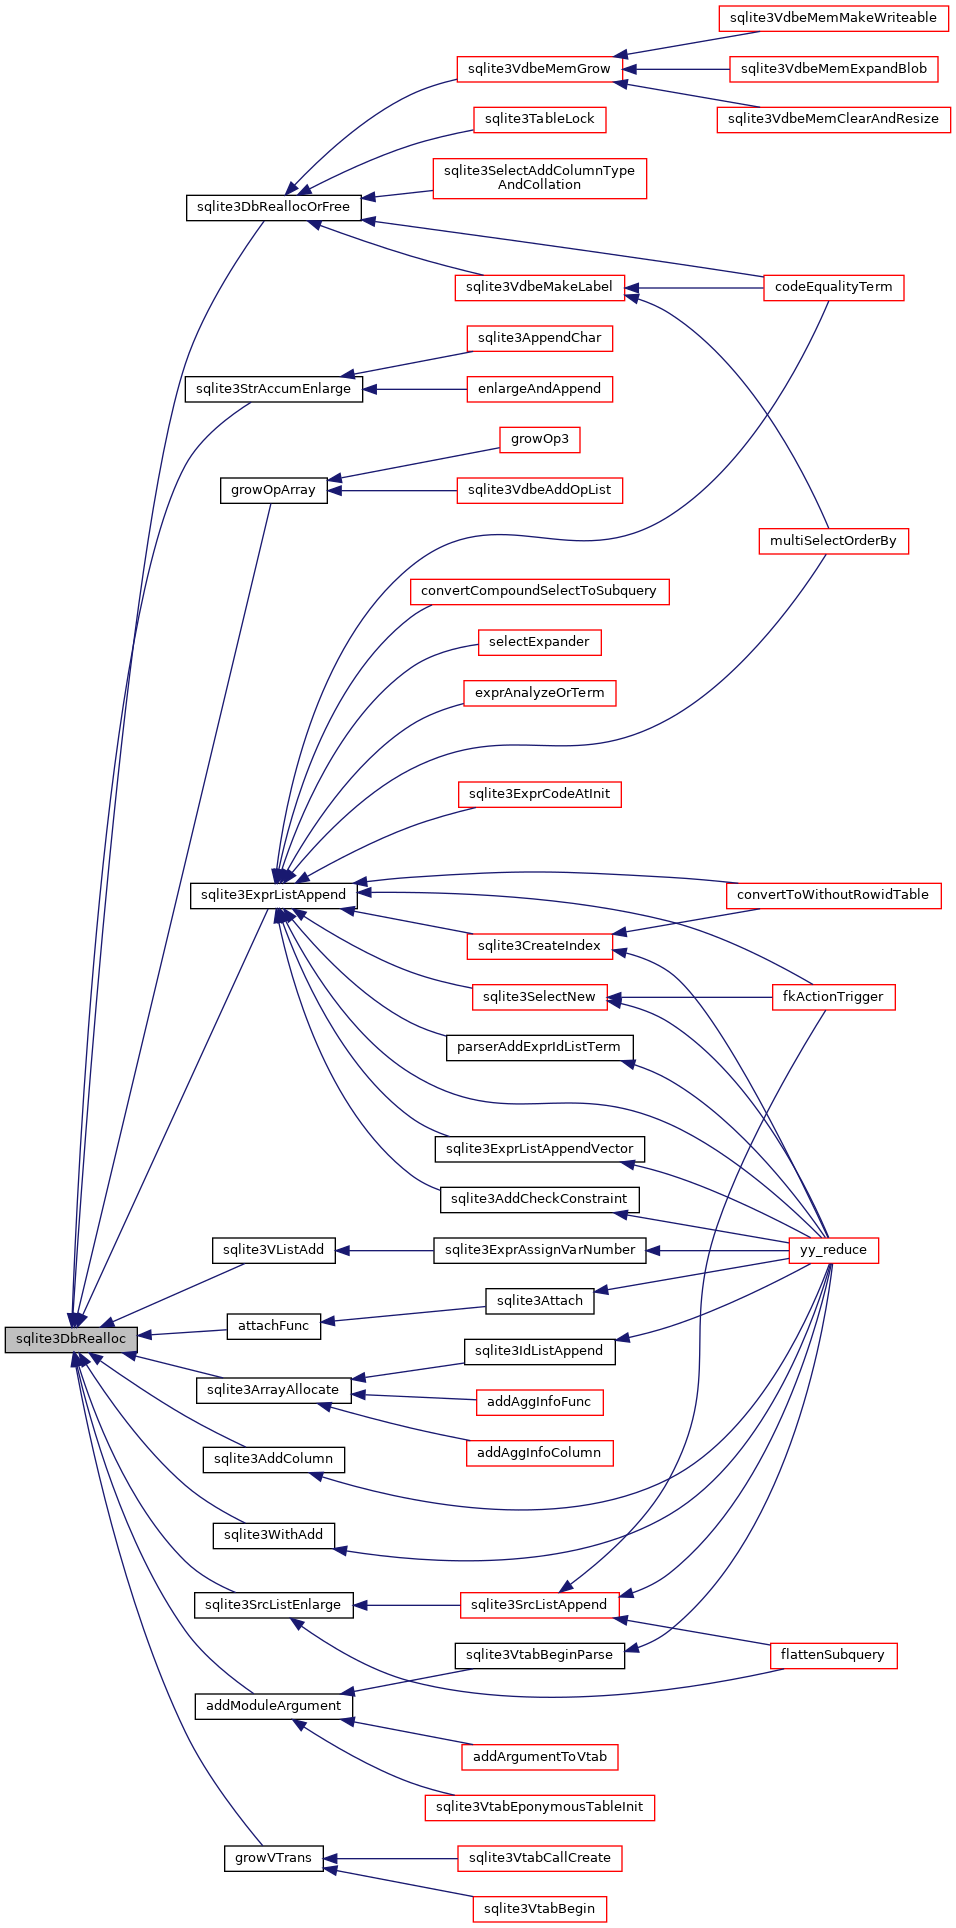 sqlite3VdbeMemMakeWriteable
sqlite3VdbeMemGrow
sqlite3VdbeMemExpandBlob
sqlite3VdbeMemClearAndResize
sqlite3TableLock
sqlite3SelectAddColumnType
AndCollation
sqlite3DbReallocOrFree
sqlite3VdbeMakeLabel
codeEqualityTerm
sqlite3AppendChar
sqlite3StrAccumEnlarge
enlargeAndAppend
growOp3
growOpArray
sqlite3VdbeAddOpList
multiSelectOrderBy
convertCompoundSelectToSubquery
selectExpander
exprAnalyzeOrTerm
sqlite3ExprCodeAtInit
sqlite3ExprListAppend
convertToWithoutRowidTable
sqlite3CreateIndex
sqlite3SelectNew
fkActionTrigger
parserAddExprIdListTerm
sqlite3ExprListAppendVector
sqlite3AddCheckConstraint
sqlite3VListAdd
sqlite3ExprAssignVarNumber
yy_reduce
sqlite3Attach
attachFunc
sqlite3DbRealloc
sqlite3IdListAppend
sqlite3ArrayAllocate
addAggInfoFunc
addAggInfoColumn
sqlite3AddColumn
sqlite3WithAdd
sqlite3SrcListEnlarge
sqlite3SrcListAppend
sqlite3VtabBeginParse
flattenSubquery
addModuleArgument
addArgumentToVtab
sqlite3VtabEponymousTableInit
growVTrans
sqlite3VtabCallCreate
sqlite3VtabBegin